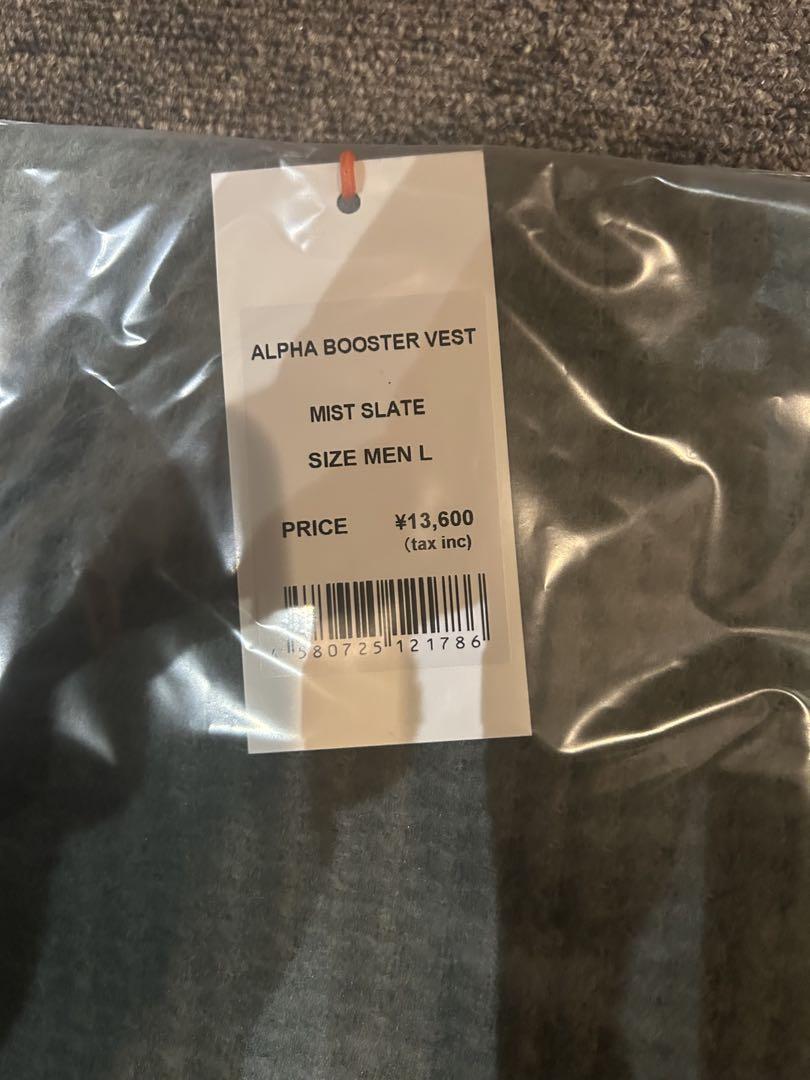 ALPHA BOOSTER VEST
MIST SLATE
SIZE MEN L
PRICE ¥13,600
(tax inc)
580725 121786